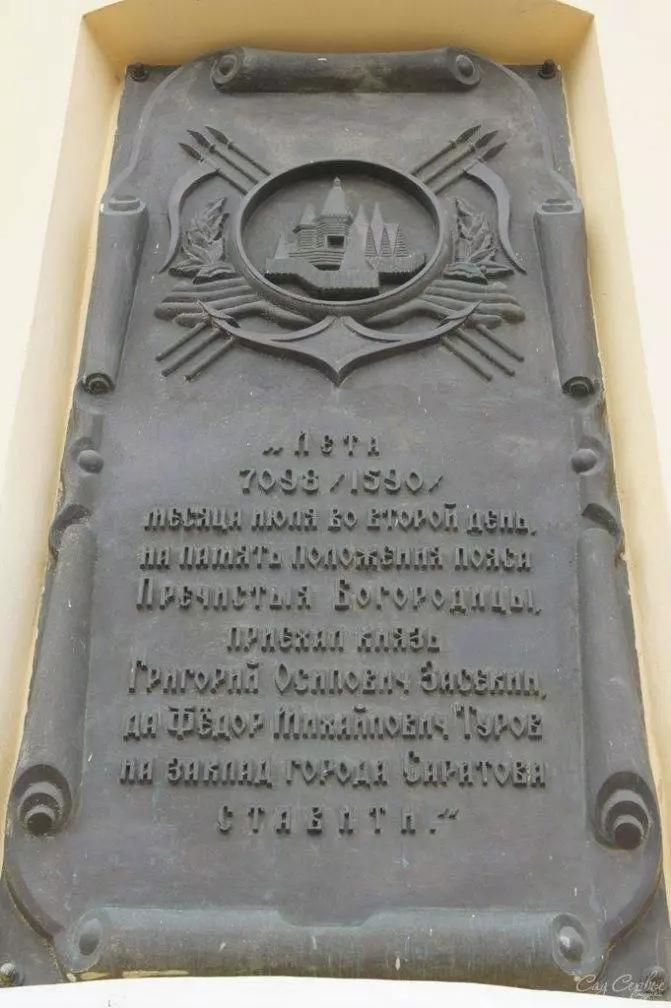 „Лета
7098 /1590/
месяца июля во второй день,
на память положения пояса
Пречистыя Богородицы,
приехал князь
Григорий Осипович Засекин,
да Фёдор Михайлович Туров
на заклад города Саратова
ставити.“